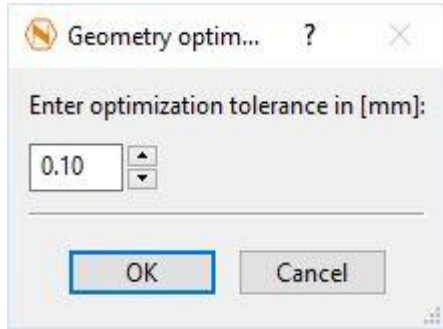 Geometry optim... ?
Enter optimization tolerance in [mm]:
0.10
OK Cancel